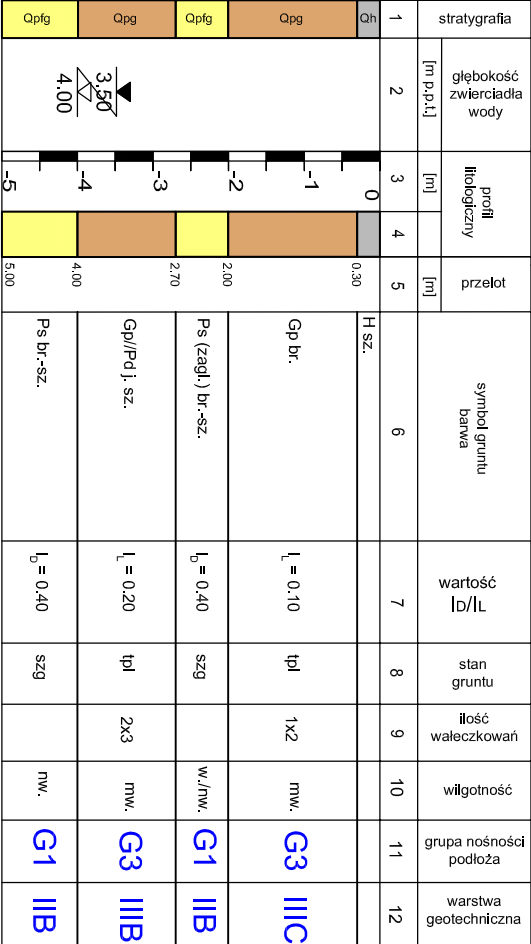 stratygrafia
głębokość
zwierciadła
wody
[m p.p.t.]
profil
litologiczny
[m]
przelot
[m]
symbol gruntu
barwa
wartość
ID/IL
stan
gruntu
ilość
wałeczkowań
wilgotność
grupa nośności
podłoża
warstwa
geotechniczna
1 2 3 4 5 6 7 8 9 10 11 12
Qh 0 0.30 H sz.
Qpg -1 2.00 Gp br. IL = 0.10 tpl 1x2 mw. G3 IIIC
Qpfg -2 2.70 Ps (zagl.) br.-sz. ID = 0.40 szg w./nw. G1 IIB
Qpg 3.50 -3 4.00 Gp//Pd j. sz. IL = 0.20 tpl 2x3 mw. G3 IIIB
Qpfg 4.00 -4 -5 5.00 Ps br.-sz. ID = 0.40 szg nw. G1 IIB